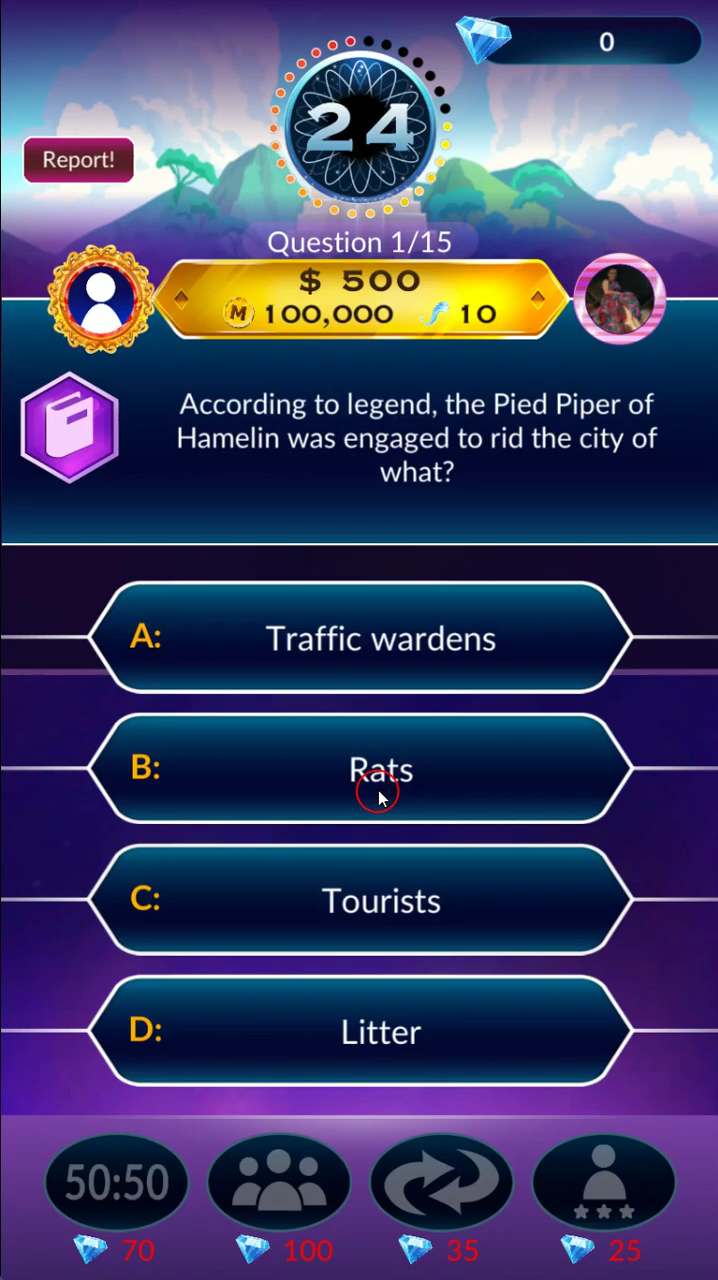 0
24
Report!
Question 1/15
$ 500
M 100,000 10
According to legend, the Pied Piper of
Hamelin was engaged to rid the city of
what?
A: Traffic wardens
B: Rats
C: Tourists
D: Litter
50:50
70 100 35 25